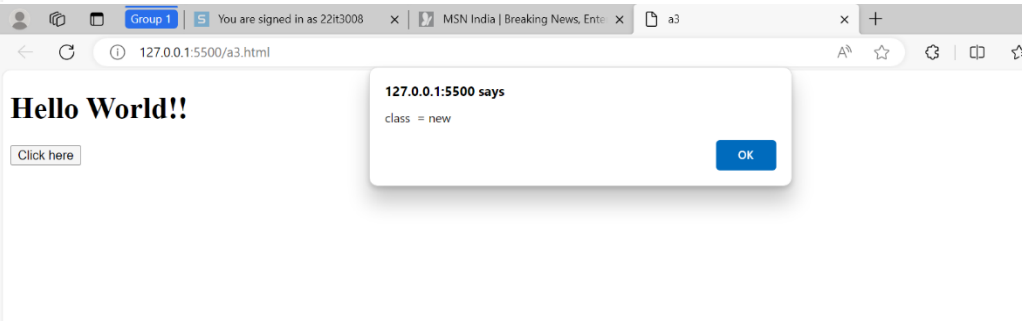 Group 1 You are signed in as 22it3008 MSN India | Breaking News, Ente a3
127.0.0.1:5500/a3.html
127.0.0.1:5500 says
class = new
OK
Hello World!!
Click here